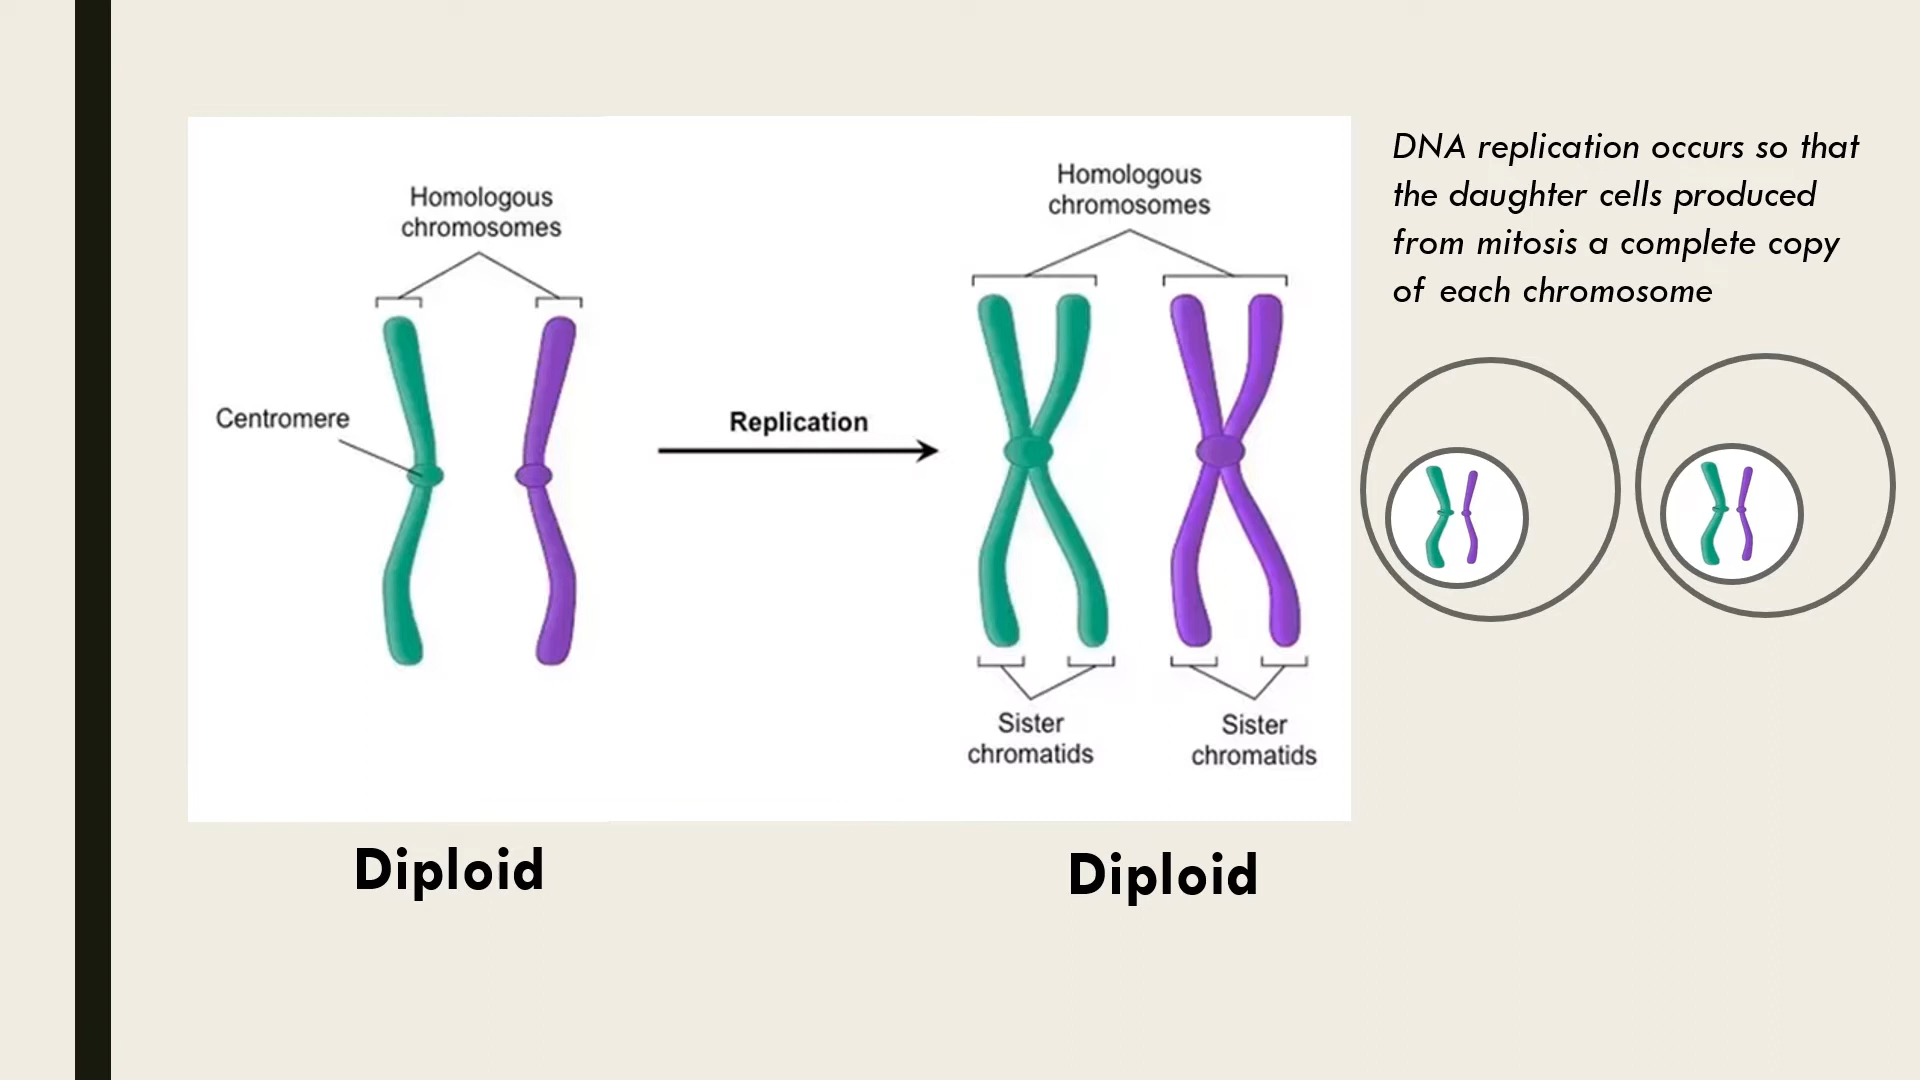 Homologous
chromosomes
Centromere
Replication
Homologous
chromosomes
Sister
chromatids
Sister
chromatids
Diploid
Diploid
DNA replication occurs so that
the daughter cells produced
from mitosis a complete copy
of each chromosome